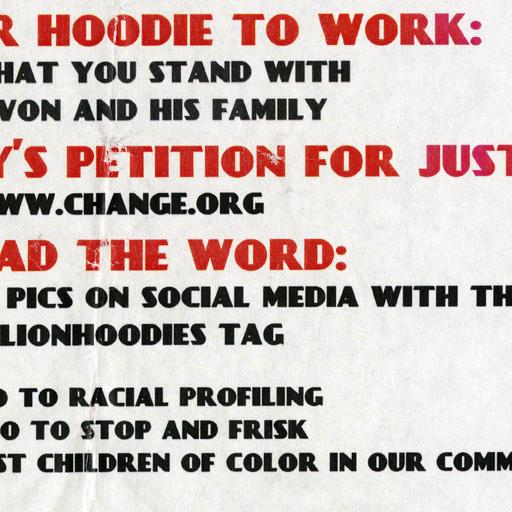 R HOODIE TO WORK:
HAT YOU STAND WITH
VON AND HIS FAMILY
Y'S PETITION FOR JUST
WW.CHANGE.ORG
AD THE WORD:
PICS ON SOCIAL MEDIA WITH TH
LIONHOODIES TAG
O TO RACIAL PROFILING
O TO STOP AND FRISK
ST CHILDREN OF COLOR IN OUR COMM